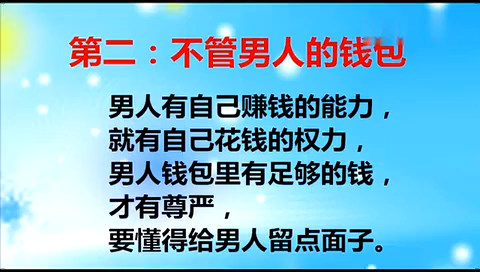 第二：不管男人的钱包
男人有自己赚钱的能力，
就有自己花钱的权力，
男人钱包里有足够的钱，
才有尊严，
要懂得给男人留点面子。